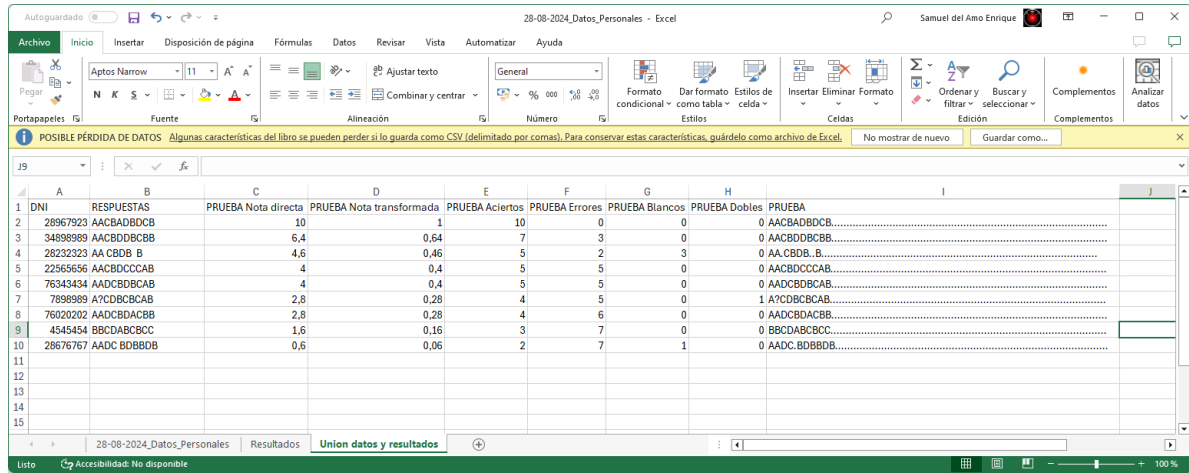 Autoguardado 28-08-2024_Datos_Personales - Excel Samuel del Amo Enrique
Archivo Inicio Insertar Disposición de página Fórmulas Datos Revisar Vista Automatizar Ayuda
Pegar
Aptos Narrow 11 A A
N K S A
Ajustar texto
Combinar y centrar
General
% 000
Formato condicional
Dar formato como tabla
Estilos de celda
Insertar Eliminar Formato
Ordenar y filtrar
Buscar y seleccionar
Complementos
Analizar datos
Portapapeles Fuente Alineación Número Estilos Celdas Edición Complementos
POSIBLE PÉRDIDA DE DATOS Algunas características del libro se pueden perder si lo guarda como CSV (delimitado por comas). Para conservar estas características, guárdelo como archivo de Excel. No mostrar de nuevo Guardar como...
J9 fx
A B C D E F G H I J
1 DNI RESPUESTAS PRUEBA Nota directa PRUEBA Nota transformada PRUEBA Aciertos PRUEBA Errores PRUEBA Blancos PRUEBA Dobles PRUEBA
2 28967923 AACBADBDCB 10 1 10 0 0 0 AACBADBDCB
3 34898989 AACBDDBCBB 6,4 0,64 7 3 0 0 AACBDDBCBB
4 28232323 AA CBDB B 4,6 0,46 5 2 3 0 AA.CBDB..B
5 22565656 AACBDCCCAB 4 0,4 5 5 0 0 AACBDCCCAB
6 76343434 AADCBDBCAB 4 0,4 5 5 0 0 AADCBDBCAB
7 7898989 A?CDBCBCAB 2,8 0,28 4 5 0 1 A?CDBCBCAB
8 76020202 AADCBDACBB 2,8 0,28 4 6 0 0 AADCBDACBB
9 4545454 BBCDABCBCC 1,6 0,16 3 7 0 0 BBCDABCBCC
10 28676767 AADC BDBBDB 0,6 0,06 2 7 1 0 AADC.BDBBDB
11
12
13
14
15
28-08-2024_Datos_Personales Resultados Union datos y resultados
Listo Accesibilidad: No disponible 100 %